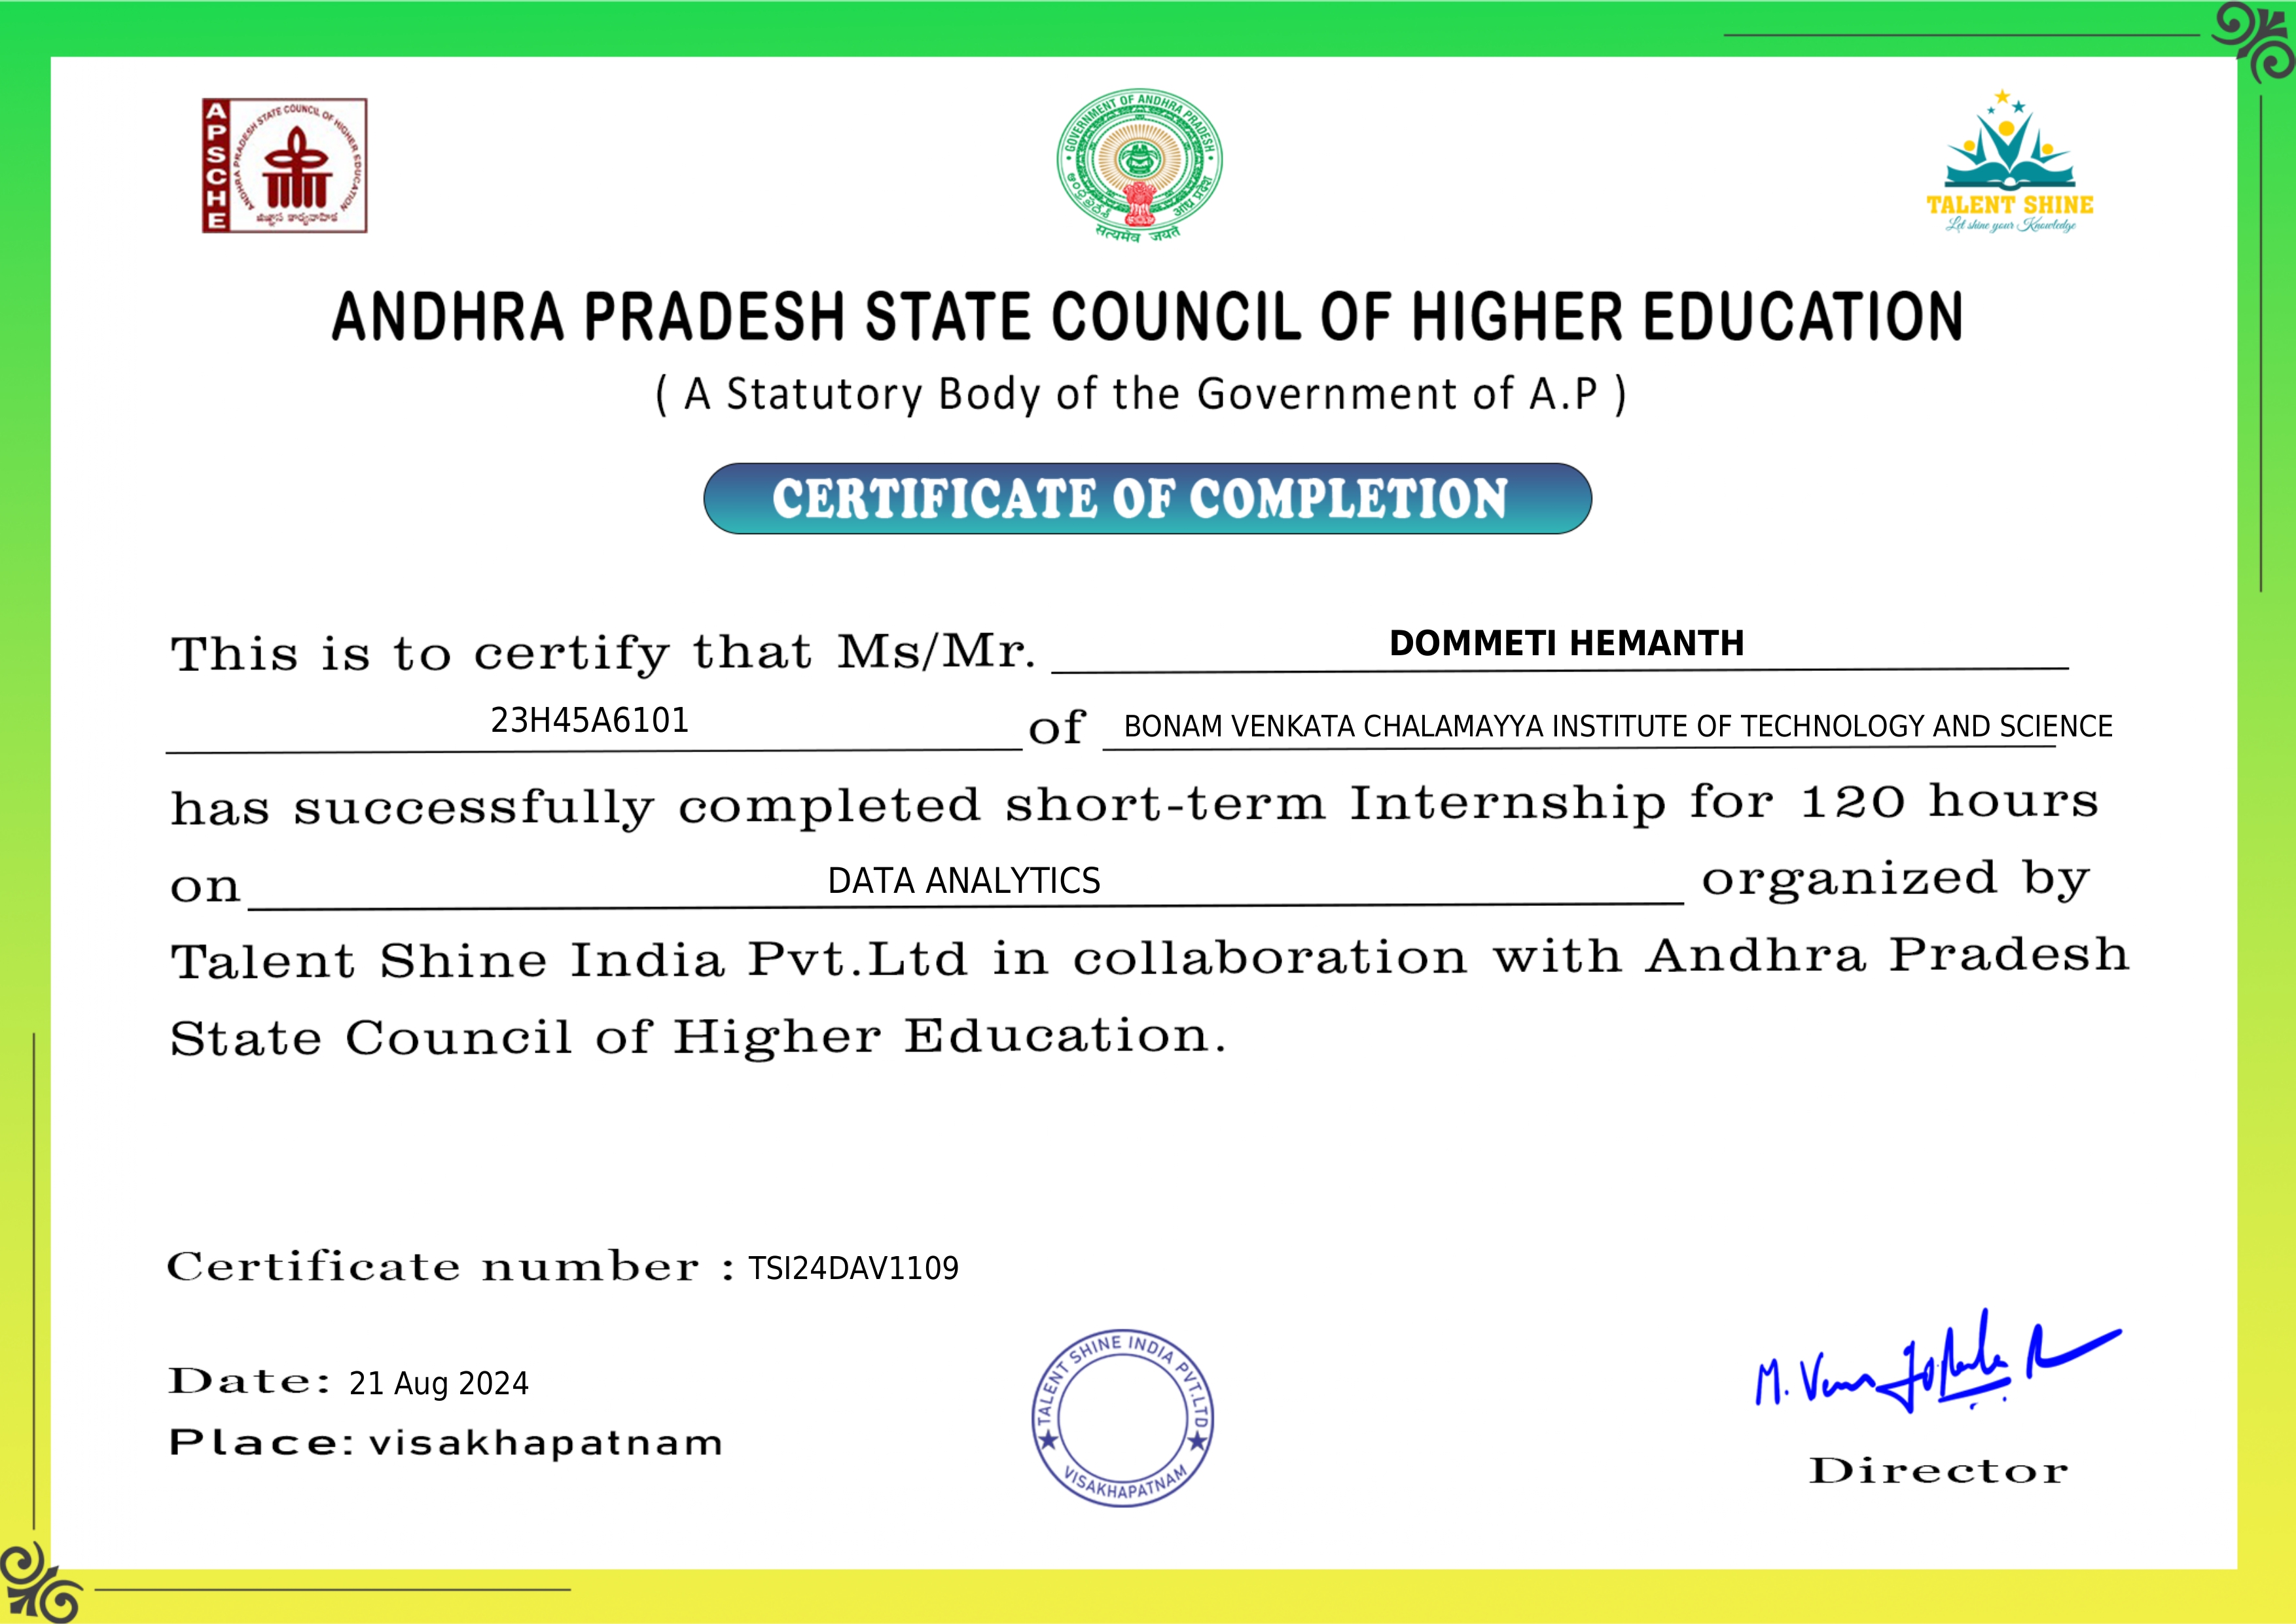 APSCHE
ANDHRA PRADESH STATE COUNCIL OF HIGHER EDUCATION
GOVERNMENT OF ANDHRA PRADESH
ఆంధ్రప్రదేశ్
आंध्र प्रदेश
सत्यमेव जयते
TALENT SHINE
Let shine your Knowledge
ANDHRA PRADESH STATE COUNCIL OF HIGHER EDUCATION
( A Statutory Body of the Government of A.P )
CERTIFICATE OF COMPLETION
This is to certify that Ms/Mr. DOMMETI HEMANTH
23H45A6101 of BONAM VENKATA CHALAMAYYA INSTITUTE OF TECHNOLOGY AND SCIENCE
has successfully completed short-term Internship for 120 hours
on DATA ANALYTICS organized by
Talent Shine India Pvt.Ltd in collaboration with Andhra Pradesh
State Council of Higher Education.
Certificate number : TSI24DAV1109
Date: 21 Aug 2024
Place: visakhapatnam
TALENT SHINE INDIA PVT.LTD
VISAKHAPATNAM
Director